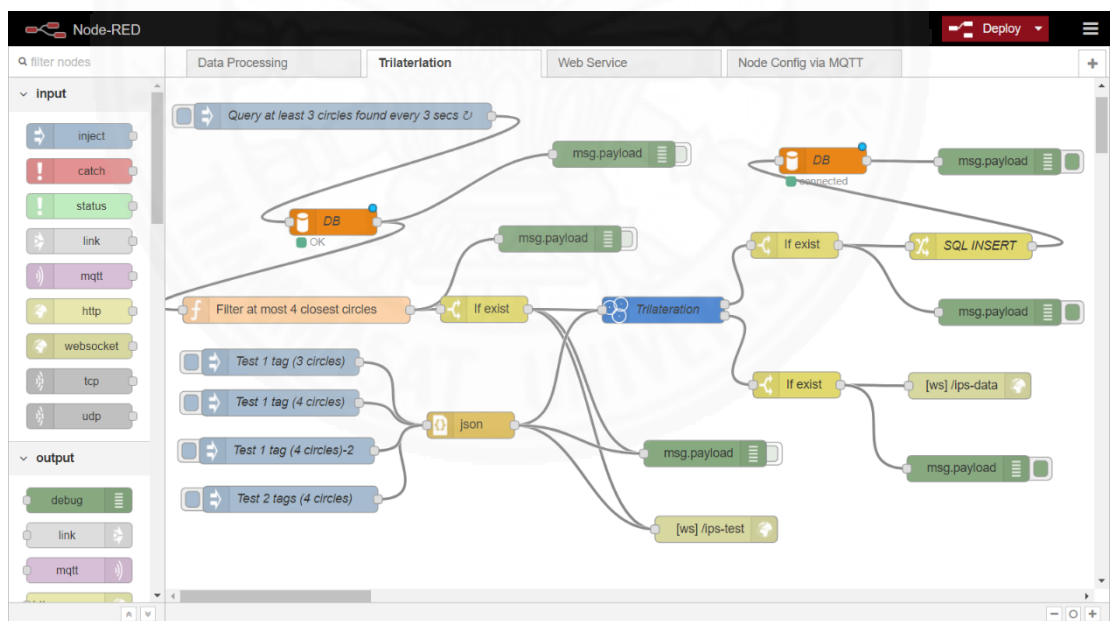 Node-RED
Deploy
filter nodes
Data Processing
Trilaterlation
Web Service
Node Config via MQTT
input
inject
catch
status
link
mqtt
http
websocket
tcp
udp
output
debug
link
mqtt
Query at least 3 circles found every 3 secs ↻
msg.payload
DB
connected
msg.payload
DB
OK
msg.payload
If exist
SQL INSERT
Filter at most 4 closest circles
If exist
Trilateration
msg.payload
Test 1 tag (3 circles)
Test 1 tag (4 circles)
json
If exist
[ws] /ips-data
Test 1 tag (4 circles)-2
msg.payload
msg.payload
Test 2 tags (4 circles)
[ws] /ips-test